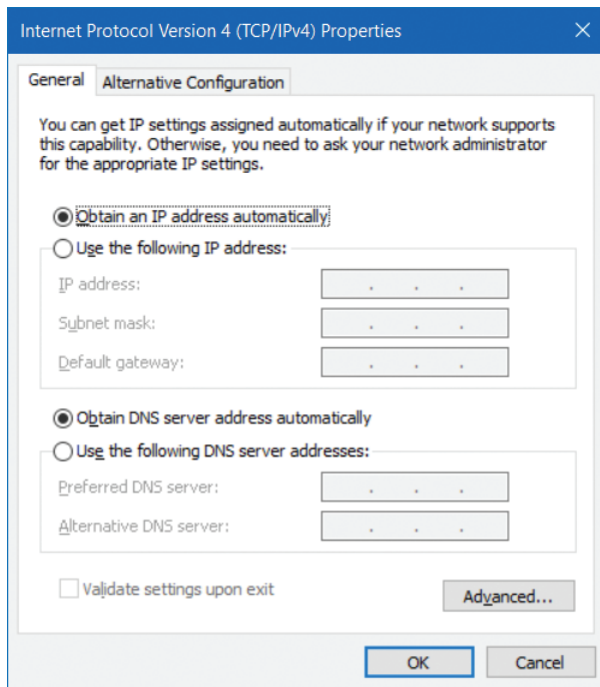 Internet Protocol Version 4 (TCP/IPv4) Properties
General
Alternative Configuration
You can get IP settings assigned automatically if your network supports
this capability. Otherwise, you need to ask your network administrator
for the appropriate IP settings.
Obtain an IP address automatically
Use the following IP address:
IP address:
Subnet mask:
Default gateway:
Obtain DNS server address automatically
Use the following DNS server addresses:
Preferred DNS server:
Alternative DNS server:
Validate settings upon exit
Advanced...
OK
Cancel